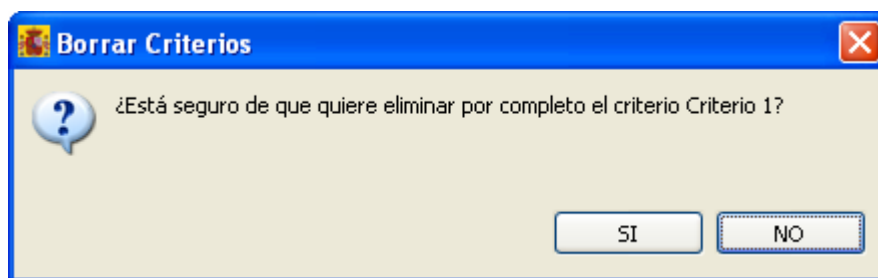 Borrar Criterios
¿Está seguro de que quiere eliminar por completo el criterio Criterio 1?
SI
NO